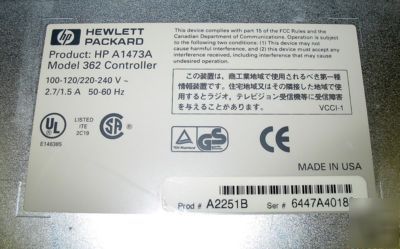 hp
HEWLETT
PACKARD
Product: HP A1473A
Model 362 Controller
100-120/220-240 V ~
2.7/1.5 A 50-60 Hz
This device complies with part 15 of the FCC Rules and the
Canadian Department of Communications. Operation is subject
to the following two conditions: (1) This device may not
cause harmful interference, and (2) this device must accept
any interference received, including interference that may
cause undesired operation.
この装置は、商工業地域で使用されるべき第一種情報
装置です。住宅地域又はその隣接した地域で使用
するとラジオ、テレビジョン受信機等に受信障害
を与えることがあります。
VCCI-1
UL
LISTED
ITE
2C19
E146385
SA
GS
MADE IN USA
Prod # A2251B
Ser # 6447A4018